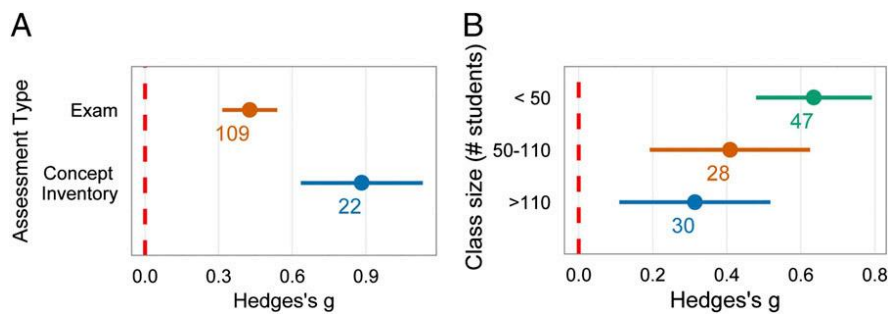 A
Assessment Type
Exam
109
Concept
Inventory
22
0.0 0.3 0.6 0.9
Hedges's g
B
Class size (# students)
< 50
47
50-110
28
>110
30
0.0 0.2 0.4 0.6 0.8
Hedges's g